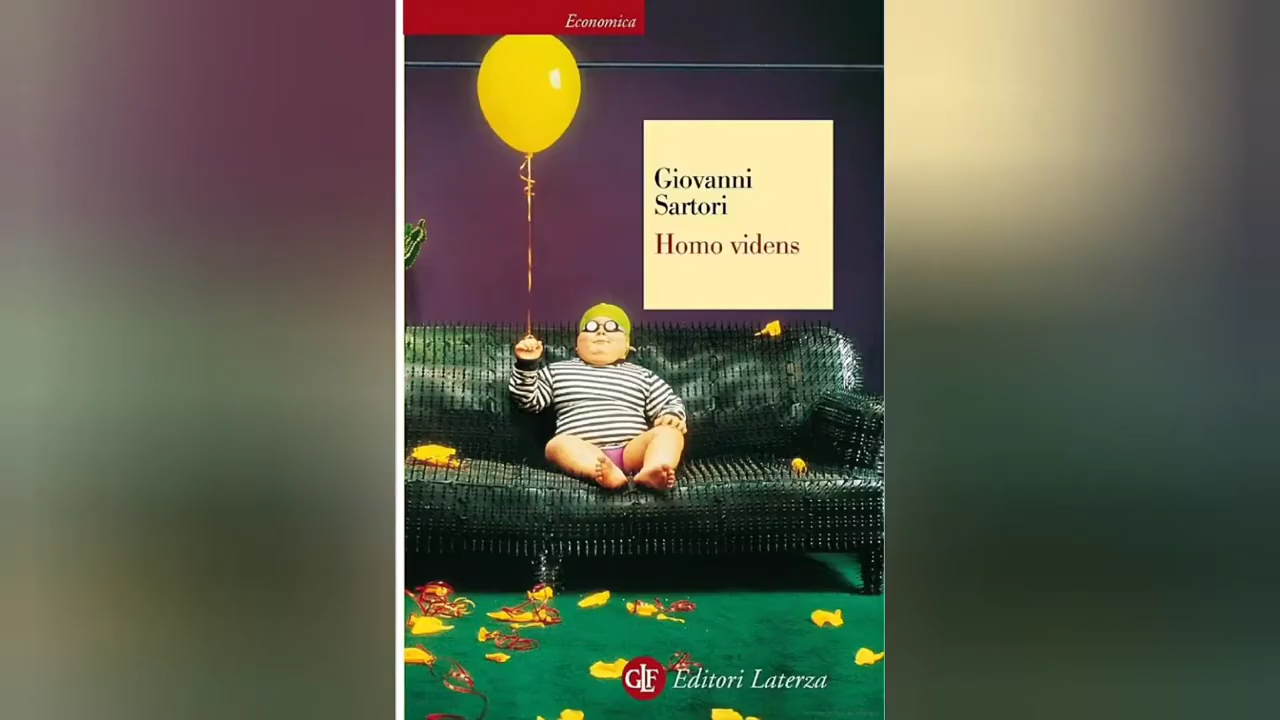 Economica
Giovanni
Sartori
Homo videns
GLF Editori Laterza